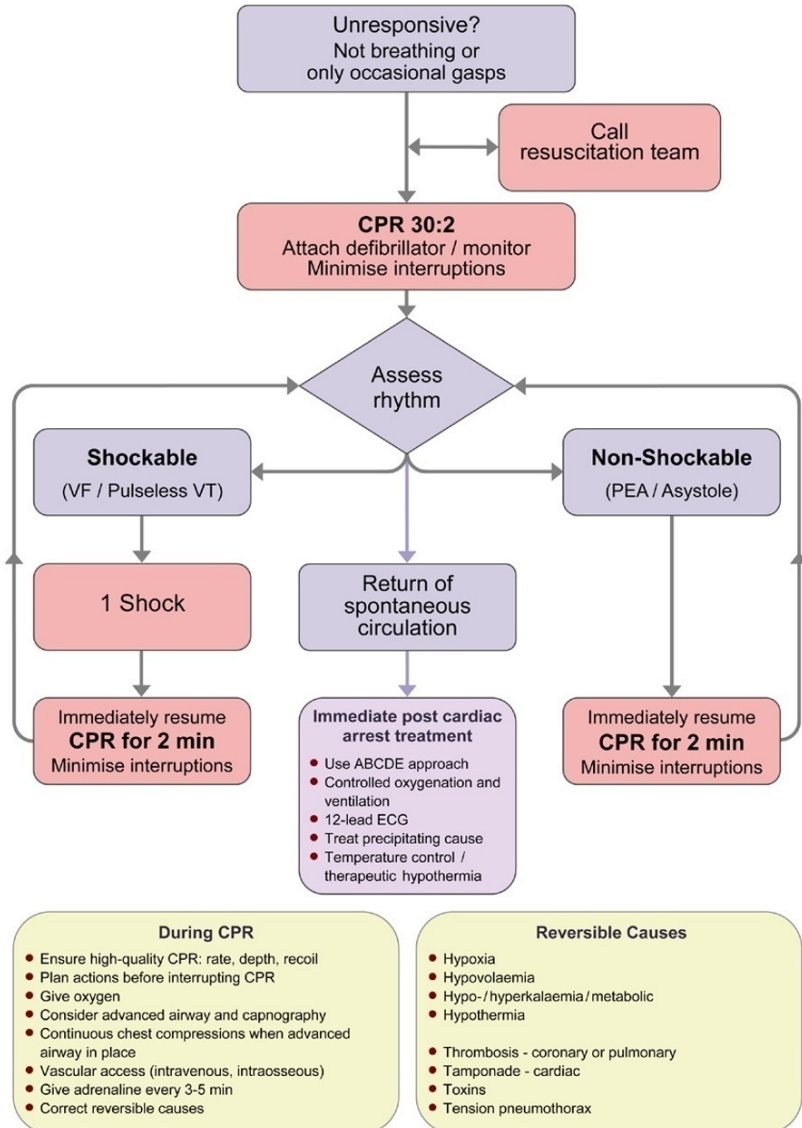 Unresponsive?
Not breathing or
only occasional gasps
Call
resuscitation team
CPR 30:2
Attach defibrillator / monitor
Minimise interruptions
Assess
rhythm
Shockable
(VF / Pulseless VT)
Non-Shockable
(PEA / Asystole)
1 Shock
Return of
spontaneous
circulation
Immediately resume
CPR for 2 min
Minimise interruptions
Immediate post cardiac
arrest treatment
Use ABCDE approach
Controlled oxygenation and
ventilation
12-lead ECG
Treat precipitating cause
Temperature control /
therapeutic hypothermia
Immediately resume
CPR for 2 min
Minimise interruptions
During CPR
Ensure high-quality CPR: rate, depth, recoil
Plan actions before interrupting CPR
Give oxygen
Consider advanced airway and capnography
Continuous chest compressions when advanced
airway in place
Vascular access (intravenous, intraosseous)
Give adrenaline every 3-5 min
Correct reversible causes
Reversible Causes
Hypoxia
Hypovolaemia
Hypo-/hyperkalaemia/metabolic
Hypothermia
Thrombosis - coronary or pulmonary
Tamponade - cardiac
Toxins
Tension pneumothorax